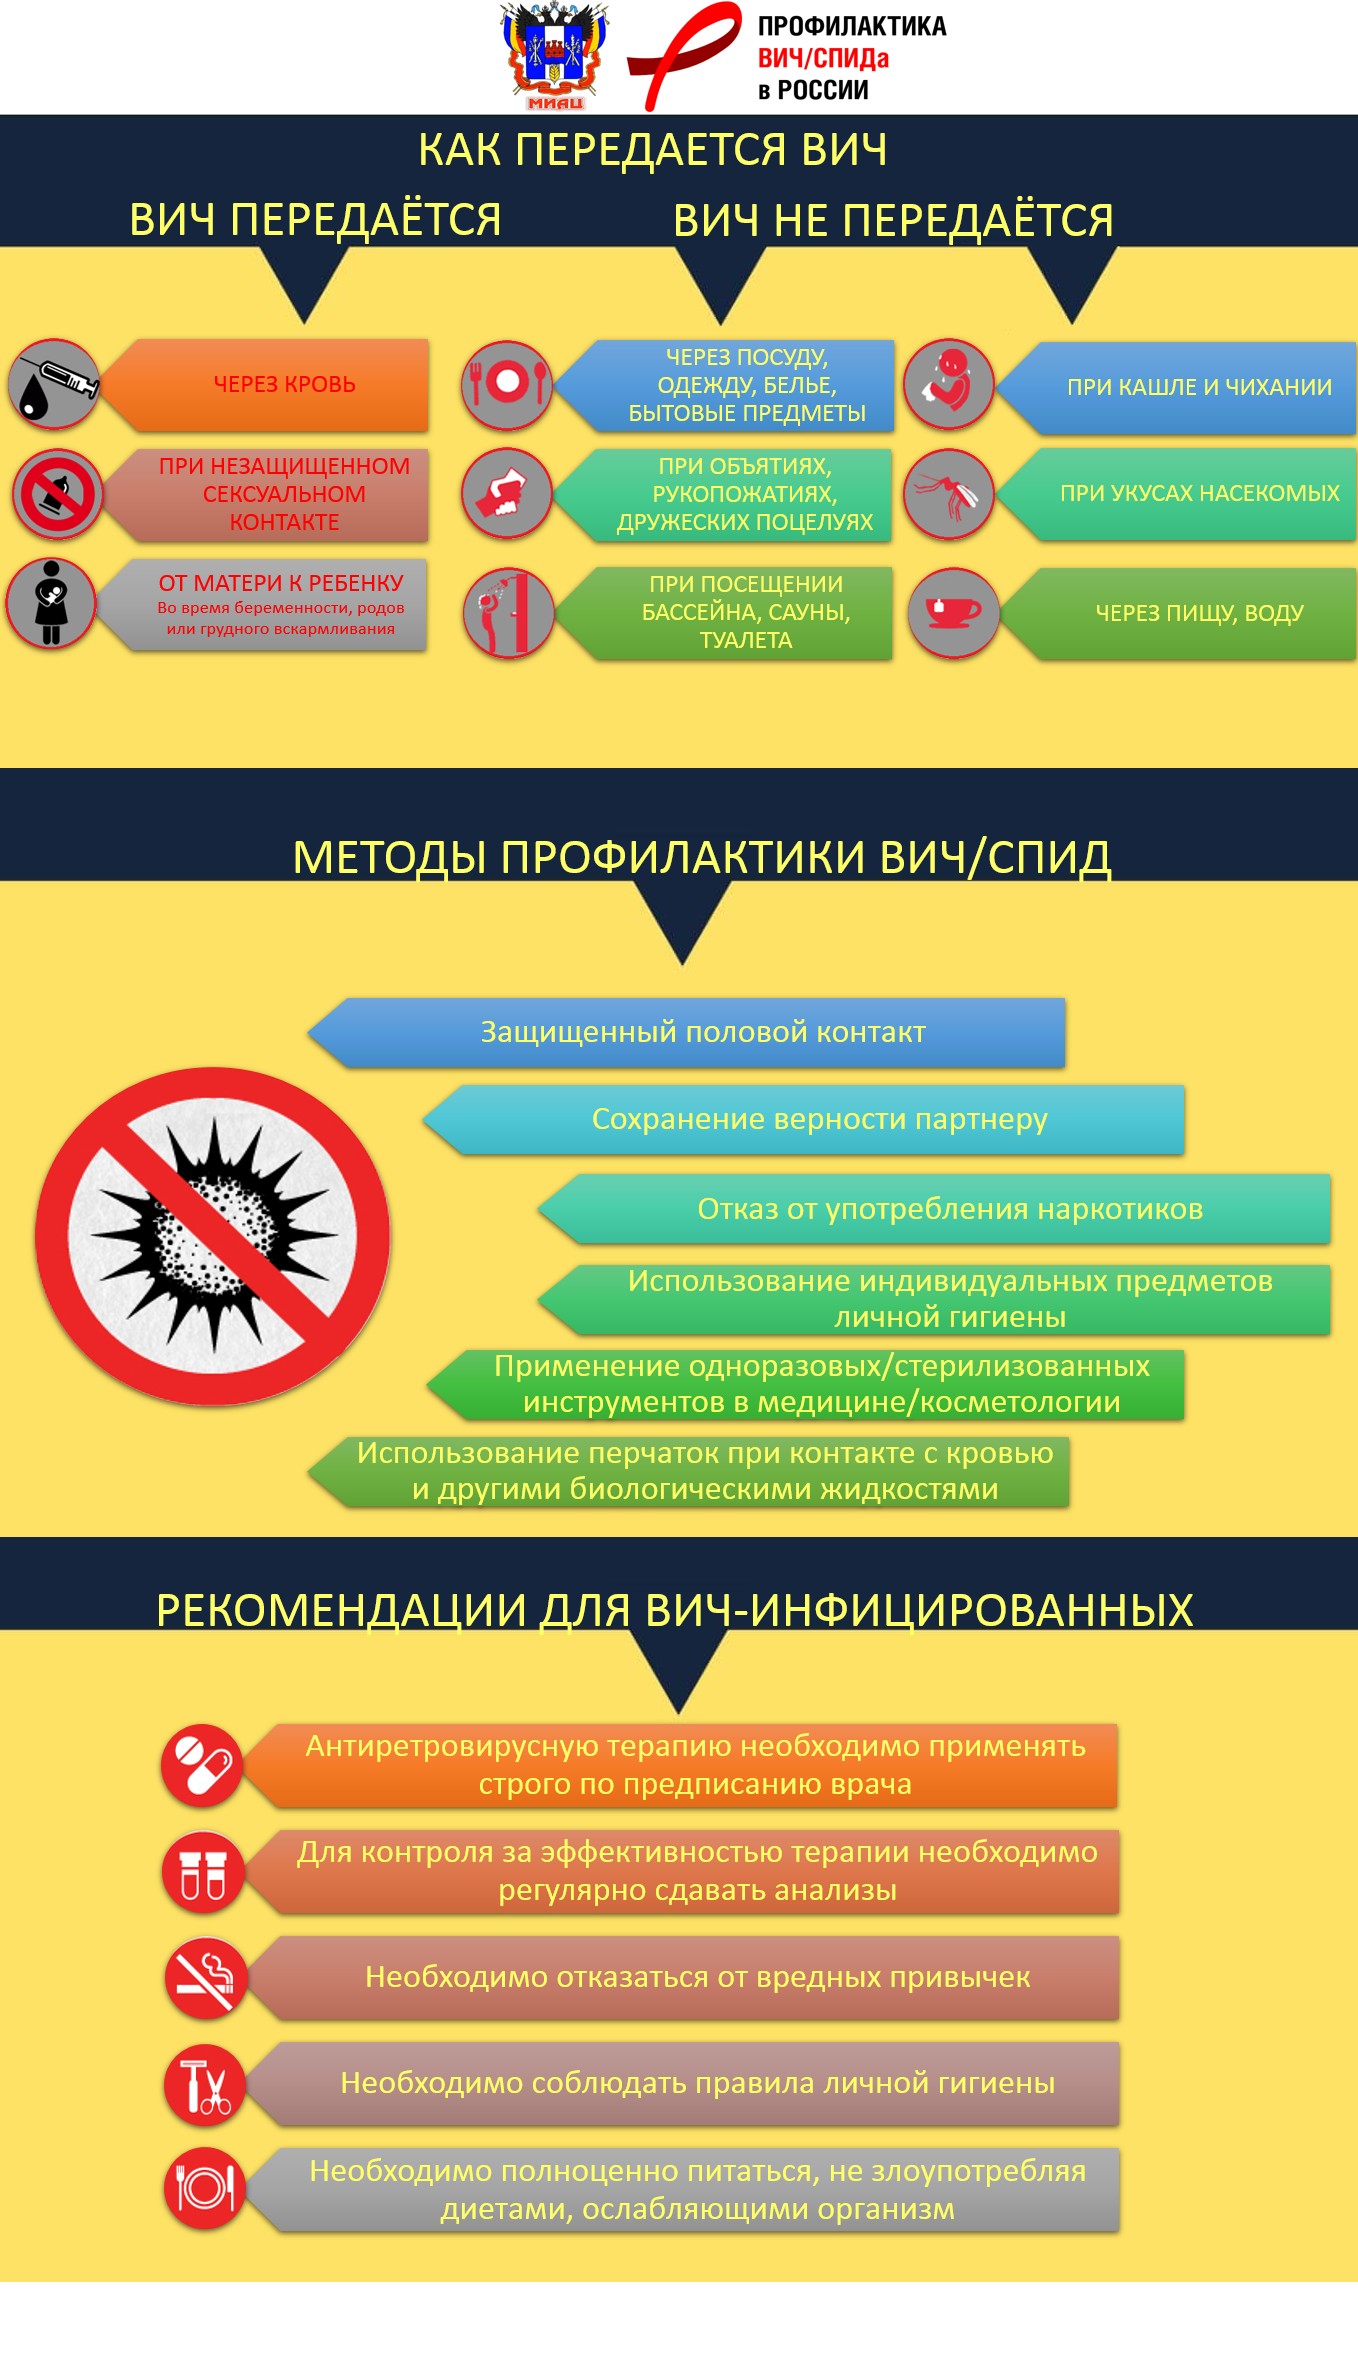 МИАЦ
ПРОФИЛАКТИКА
ВИЧ/СПИДа
в РОССИИ
КАК ПЕРЕДАЕТСЯ ВИЧ
ВИЧ ПЕРЕДАЁТСЯ
ВИЧ НЕ ПЕРЕДАЁТСЯ
ЧЕРЕЗ КРОВЬ
ПРИ НЕЗАЩИЩЕННОМ
СЕКСУАЛЬНОМ
КОНТАКТЕ
ОТ МАТЕРИ К РЕБЕНКУ
Во время беременности, родов
или грудного вскармливания
ЧЕРЕЗ ПОСУДУ,
ОДЕЖДУ, БЕЛЬЕ,
БЫТОВЫЕ ПРЕДМЕТЫ
ПРИ ОБЪЯТИЯХ,
РУКОПОЖАТИЯХ,
ДРУЖЕСКИХ ПОЦЕЛУЯХ
ПРИ ПОСЕЩЕНИИ
БАССЕЙНА, САУНЫ,
ТУАЛЕТА
ПРИ КАШЛЕ И ЧИХАНИИ
ПРИ УКУСАХ НАСЕКОМЫХ
ЧЕРЕЗ ПИЩУ, ВОДУ
МЕТОДЫ ПРОФИЛАКТИКИ ВИЧ/СПИД
Защищенный половой контакт
Сохранение верности партнеру
Отказ от употребления наркотиков
Использование индивидуальных предметов
личной гигиены
Применение одноразовых/стерилизованных
инструментов в медицине/косметологии
Использование перчаток при контакте с кровью
и другими биологическими жидкостями
РЕКОМЕНДАЦИИ ДЛЯ ВИЧ-ИНФИЦИРОВАННЫХ
Антиретровирусную терапию необходимо применять
строго по предписанию врача
Для контроля за эффективностью терапии необходимо
регулярно сдавать анализы
Необходимо отказаться от вредных привычек
Необходимо соблюдать правила личной гигиены
Необходимо полноценно питаться, не злоупотребляя
диетами, ослабляющими организм